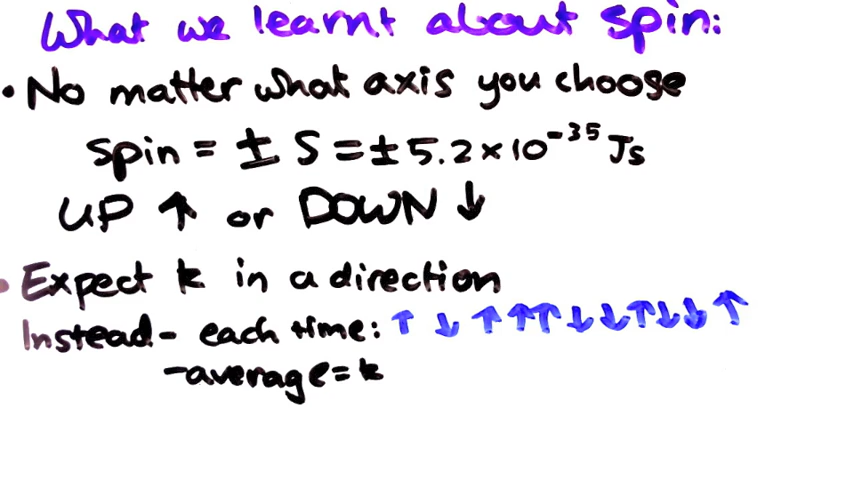 What we learnt about spin:
• No matter what axis you choose
spin = ± S = ± 5.2 × 10⁻³⁵ Js
UP ↑ or DOWN ↓
• Expect k in a direction
Instead - each time: ↑ ↓ ↑ ↑ ↑ ↓ ↓ ↑ ↓ ↓ ↑
- average = k